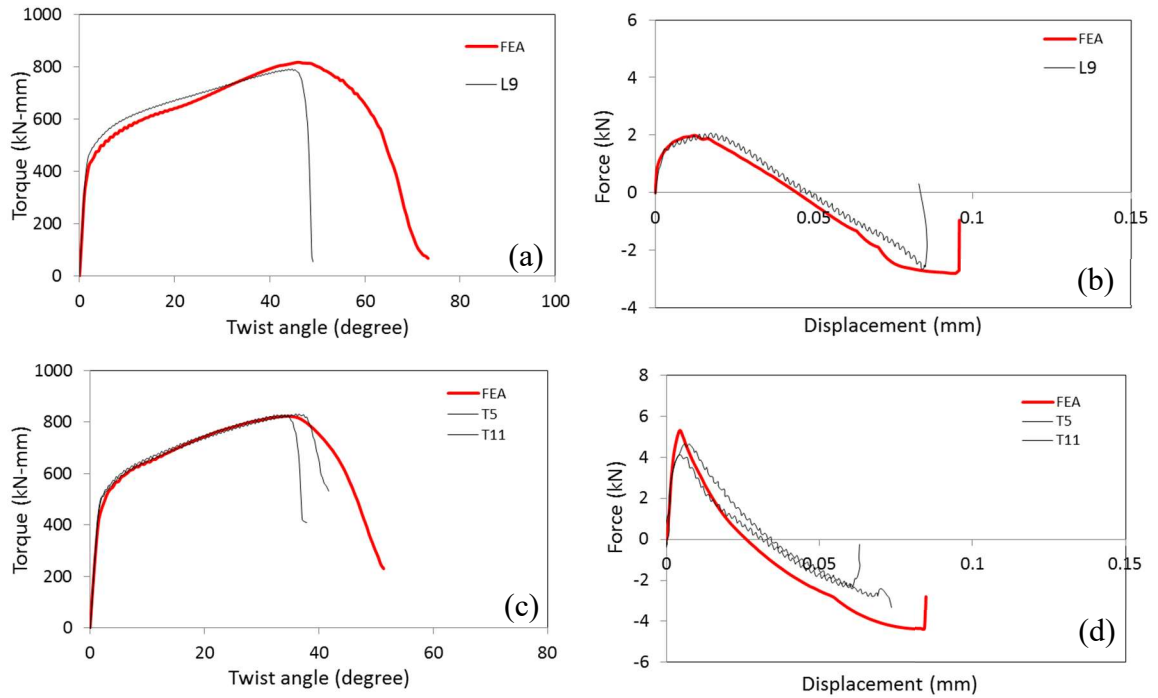 1000
800
600
400
200
0
0 20 40 60 80 100
Torque (kN-mm)
Twist angle (degree)
FEA
L9
(a)
6
4
2
0
-2
-4
0 0.05 0.1 0.15
Force (kN)
Displacement (mm)
FEA
L9
(b)
1000
800
600
400
200
0
0 20 40 60 80
Torque (kN-mm)
Twist angle (degree)
FEA
T5
T11
(c)
8
6
4
2
0
-2
-4
-6
0 0.05 0.1 0.15
Force (kN)
Displacement (mm)
FEA
T5
T11
(d)